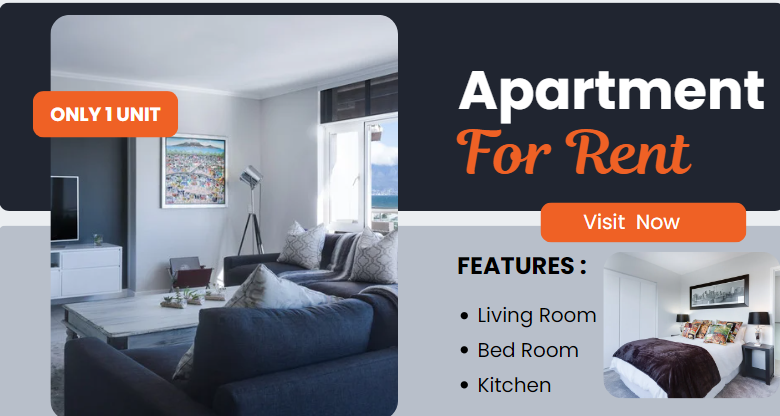 ONLY 1 UNIT
Apartment
For Rent
Visit Now
FEATURES :
• Living Room
• Bed Room
• Kitchen